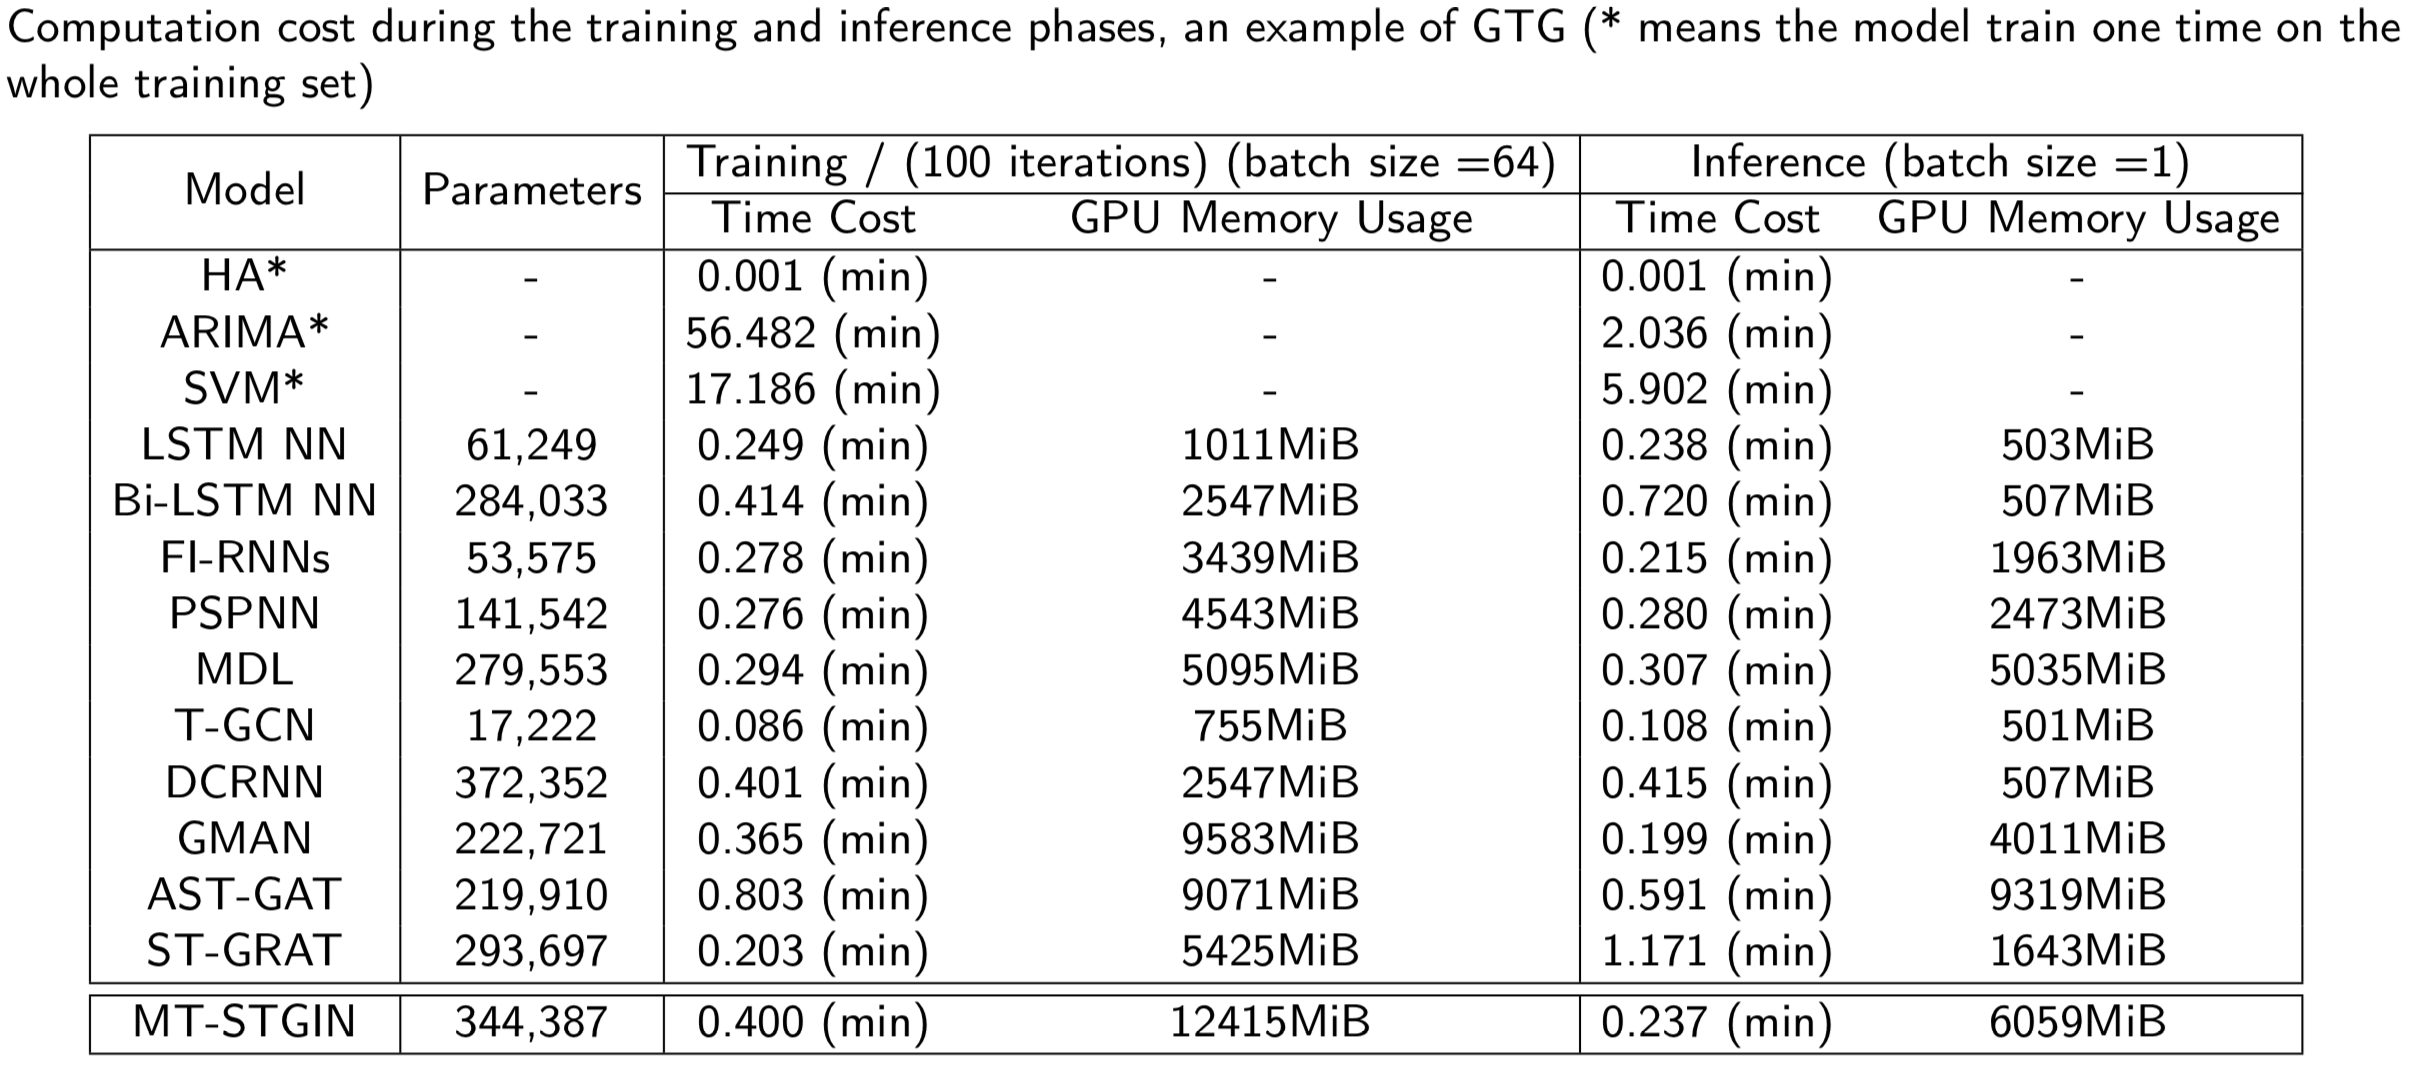 Computation cost during the training and inference phases, an example of GTG (* means the model train one time on the
whole training set)
Model Parameters Training / (100 iterations) (batch size =64) Inference (batch size =1)
Time Cost GPU Memory Usage Time Cost GPU Memory Usage
HA* - 0.001 (min) - 0.001 (min) -
ARIMA* - 56.482 (min) - 2.036 (min) -
SVM* - 17.186 (min) - 5.902 (min) -
LSTM NN 61,249 0.249 (min) 1011MiB 0.238 (min) 503MiB
Bi-LSTM NN 284,033 0.414 (min) 2547MiB 0.720 (min) 507MiB
FI-RNNs 53,575 0.278 (min) 3439MiB 0.215 (min) 1963MiB
PSPNN 141,542 0.276 (min) 4543MiB 0.280 (min) 2473MiB
MDL 279,553 0.294 (min) 5095MiB 0.307 (min) 5035MiB
T-GCN 17,222 0.086 (min) 755MiB 0.108 (min) 501MiB
DCRNN 372,352 0.401 (min) 2547MiB 0.415 (min) 507MiB
GMAN 222,721 0.365 (min) 9583MiB 0.199 (min) 4011MiB
AST-GAT 219,910 0.803 (min) 9071MiB 0.591 (min) 9319MiB
ST-GRAT 293,697 0.203 (min) 5425MiB 1.171 (min) 1643MiB
MT-STGIN 344,387 0.400 (min) 12415MiB 0.237 (min) 6059MiB